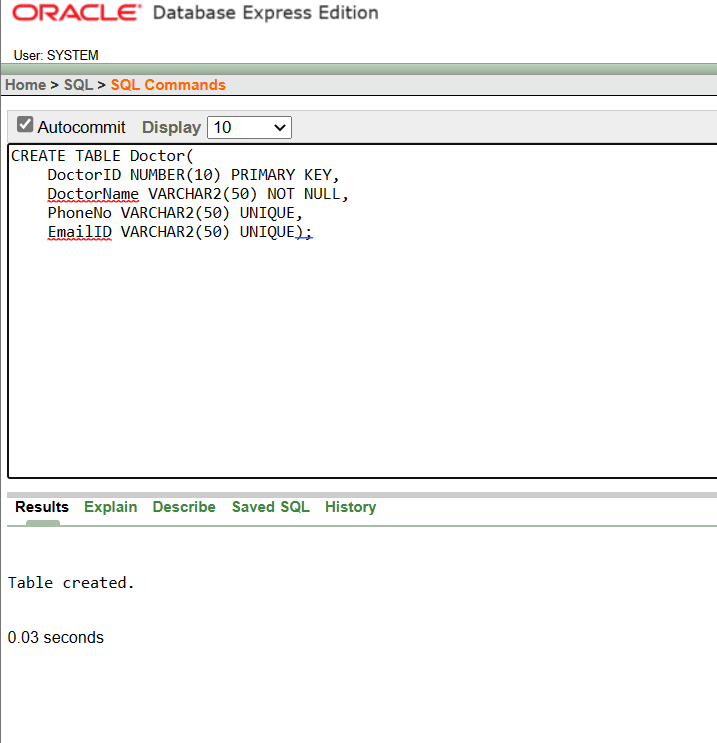 ORACLE Database Express Edition
User: SYSTEM
Home > SQL > SQL Commands
Autocommit Display 10
CREATE TABLE Doctor(
    DoctorID NUMBER(10) PRIMARY KEY,
    DoctorName VARCHAR2(50) NOT NULL,
    PhoneNo VARCHAR2(50) UNIQUE,
    EmailID VARCHAR2(50) UNIQUE);
Results Explain Describe Saved SQL History
Table created.
0.03 seconds